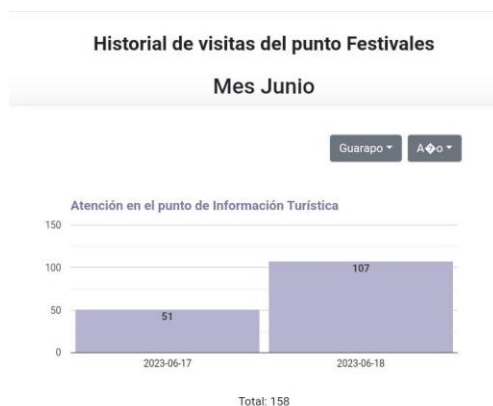 Historial de visitas del punto Festivales
Mes Junio
Guarapo
A�o
Atención en el punto de Información Turística
150
100
50
0
51
107
2023-06-17
2023-06-18
Total: 158